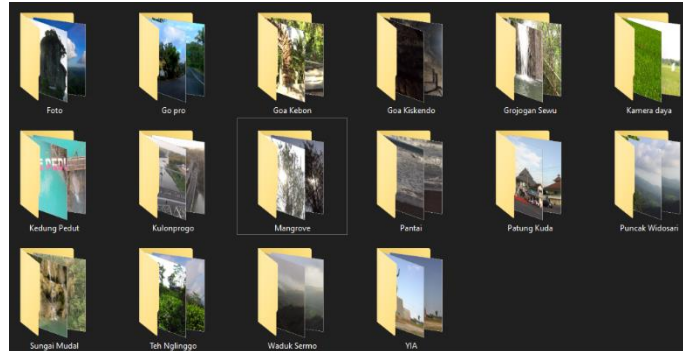 Foto
Go pro
Goa Kebon
Goa Kiskendo
Grojogan Sewu
Kamera daya
Kedung Pedut
Kulonprogo
Mangrove
Pantai
Patung Kuda
Puncak Widosari
Sungai Mudal
Teh Nglinggo
Waduk Sermo
YIA